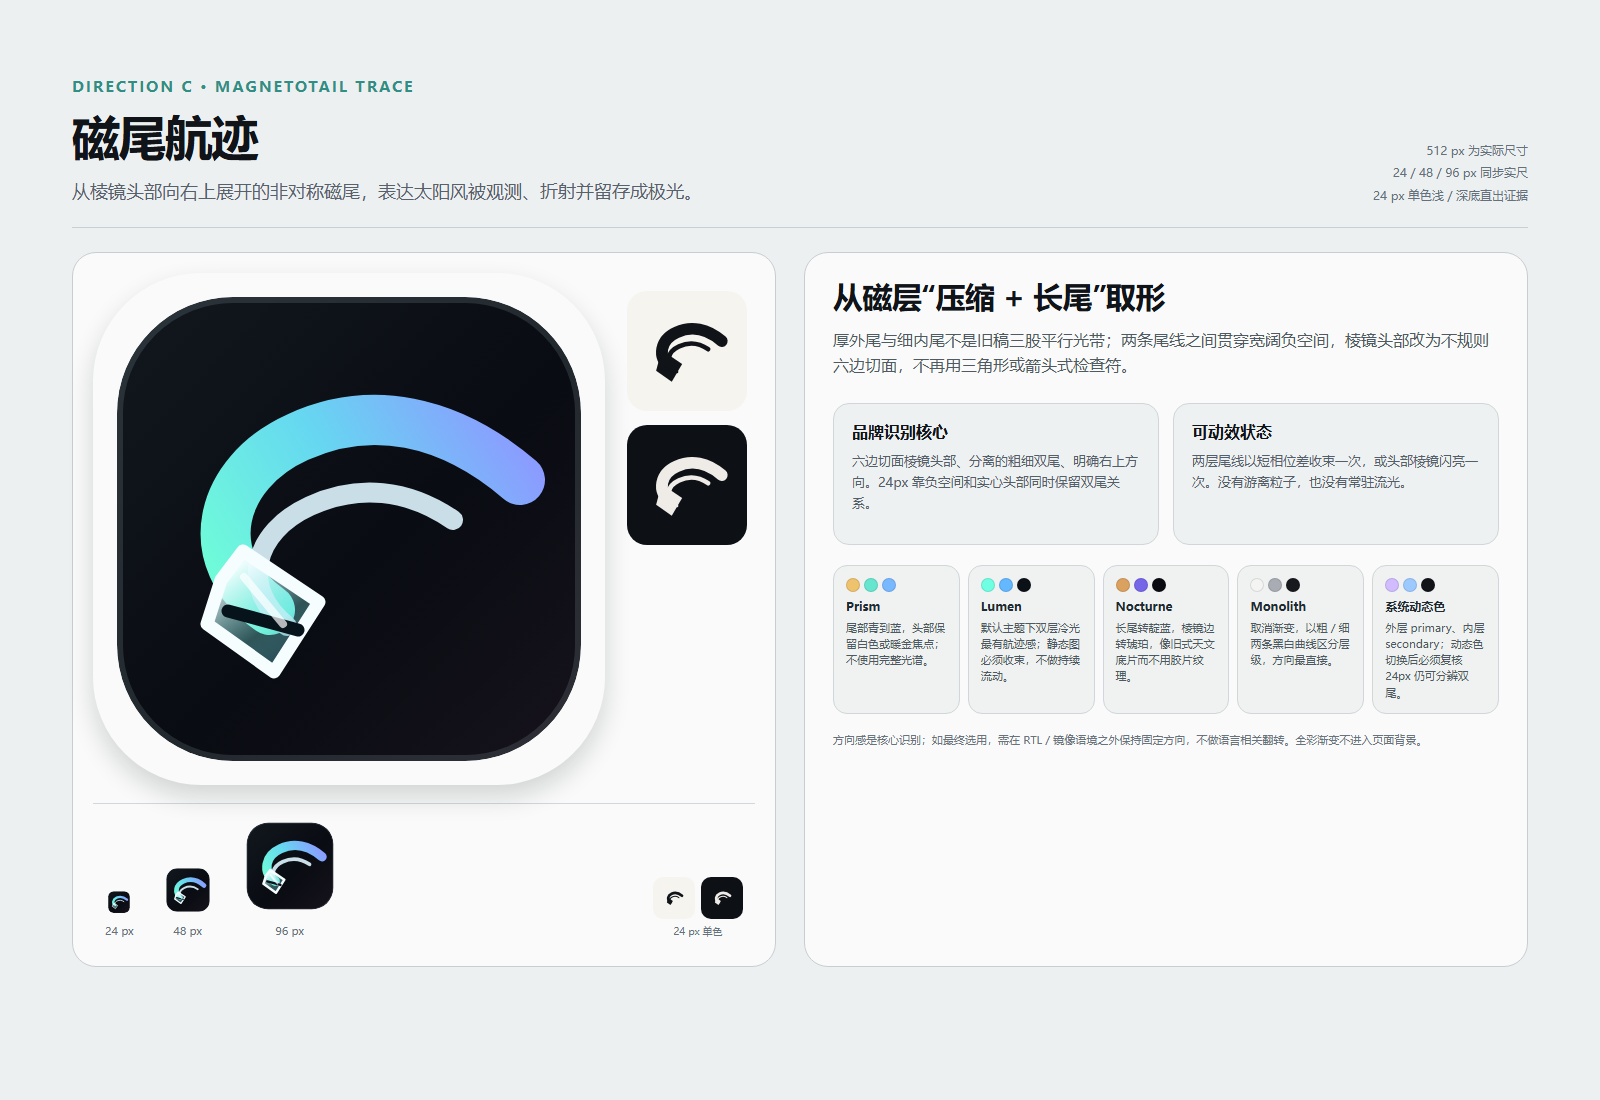 DIRECTION C • MAGNETOTAIL TRACE
磁尾航迹
从棱镜头部向右上展开的非对称磁尾，表达太阳风被观测、折射并留存成极光。
512 px 为实际尺寸
24 / 48 / 96 px 同步实尺
24 px 单色浅 / 深底直出证据
24 px
48 px
96 px
24 px 单色
从磁层“压缩 + 长尾”取形
厚外尾与细内尾不是旧稿三股平行光带；两条尾线之间贯穿宽阔负空间，棱镜头部改为不规则
六边切面，不再用三角形或箭头式检查符。
品牌识别核心
六边切面棱镜头部、分离的粗细双尾、明确右上方
向。24px 靠负空间和实心头部同时保留双尾关
系。
可动效状态
两层尾线以短相位差收束一次，或头部棱镜闪亮一
次。没有游离粒子，也没有常驻流光。
Prism
尾部青到蓝，头部保
留白色或暖金焦点；
不使用完整光谱。
Lumen
默认主题下双层冷光
最有航迹感；静态图
必须收束，不做持续
流动。
Nocturne
长尾转靛蓝，棱镜边
转琥珀，像旧式天文
底片而不用胶片纹
理。
Monolith
取消渐变，以粗 / 细
两条黑白曲线区分层
级，方向最直接。
系统动态色
外层 primary、内层
secondary；动态色
切换后必须复核
24px 仍可分辨双
尾。
方向感是核心识别；如最终选用，需在 RTL / 镜像语境之外保持固定方向，不做语言相关翻转。全彩渐变不进入页面背景。